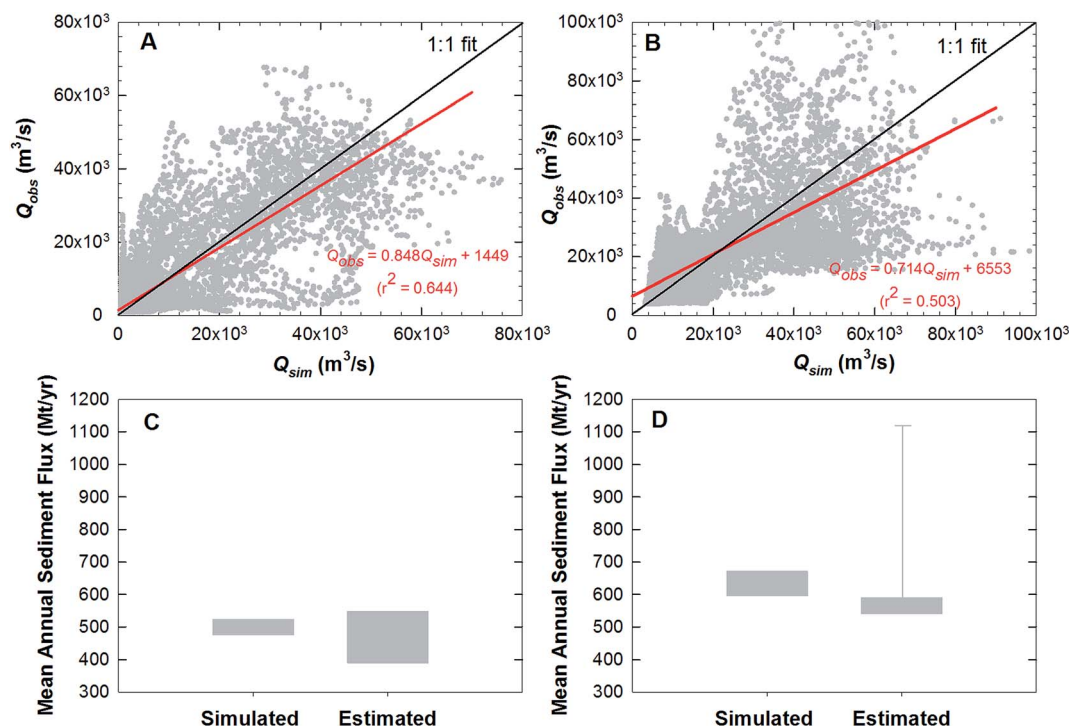 A
1:1 fit
80x10³
60x10³
40x10³
20x10³
0
Q_obs (m³/s)
Q_obs = 0.848Q_sim + 1449
(r² = 0.644)
0
20x10³
40x10³
60x10³
80x10³
Q_sim (m³/s)
B
1:1 fit
100x10³
80x10³
60x10³
40x10³
20x10³
0
Q_obs (m³/s)
Q_obs = 0.714Q_sim + 6553
(r² = 0.503)
0
20x10³
40x10³
60x10³
80x10³
100x10³
Q_sim (m³/s)
C
Mean Annual Sediment Flux (Mt/yr)
1200
1100
1000
900
800
700
600
500
400
300
Simulated
Estimated
D
Mean Annual Sediment Flux (Mt/yr)
1200
1100
1000
900
800
700
600
500
400
300
Simulated
Estimated